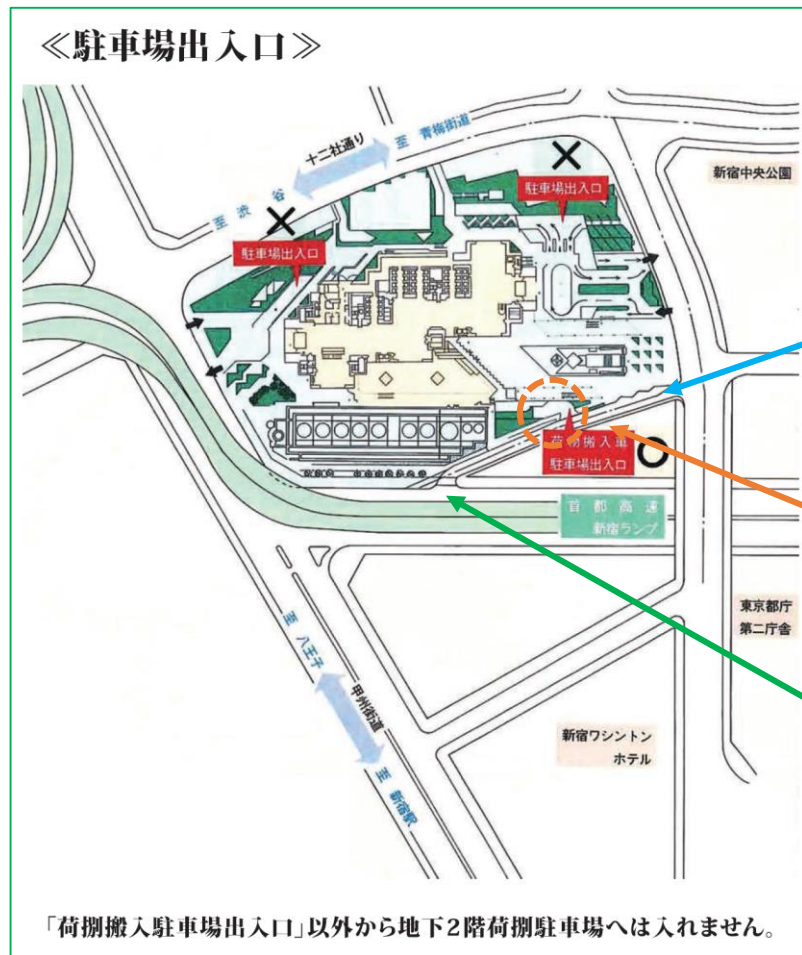 ≪駐車場出入口≫
至 青梅街道
十二社通り
至 渋 谷
新宿中央公園
駐車場出入口
駐車場出入口
荷捌搬入車
駐車場出入口
首都高速
新宿ランプ
東京都庁
第二庁舎
至 八王子
甲州街道
至 新宿駅
新宿ワシントン
ホテル
「荷捌搬入駐車場出入口」以外から地下2階荷捌駐車場へは入れません。